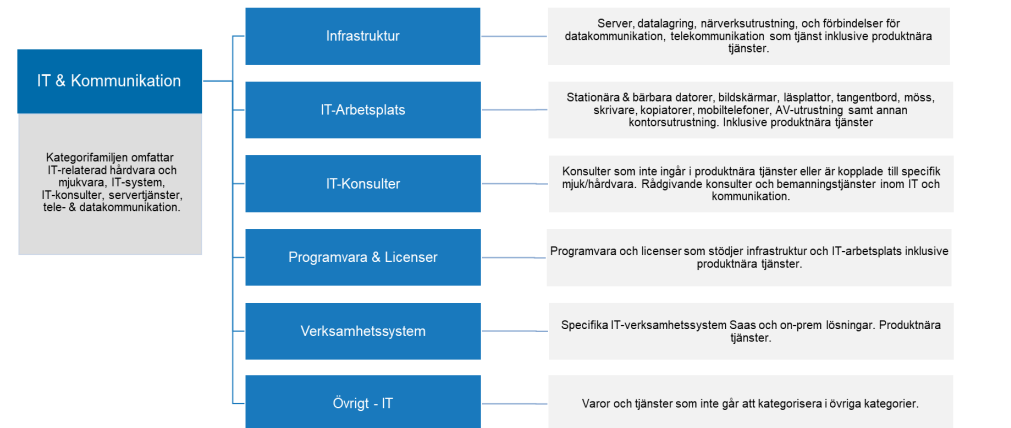 IT & Kommunikation
Kategorifamiljen omfattar
IT-relaterad hårdvara och
mjukvara, IT-system,
IT-konsulter, servertjänster,
tele- & datakommunikation.
Infrastruktur
Server, datalagring, närverksutrustning, och förbindelser för
datakommunikation, telekommunikation som tjänst inklusive produktnära
tjänster.
IT-Arbetsplats
Stationära & bärbara datorer, bildskärmar, läsplattor, tangentbord, möss,
skrivare, kopiatorer, mobiltelefoner, AV-utrustning samt annan
kontorsutrustning. Inklusive produktnära tjänster
IT-Konsulter
Konsulter som inte ingår i produktnära tjänster eller är kopplade till specifik
mjuk/hårdvara. Rådgivande konsulter och bemanningstjänster inom IT och
kommunikation.
Programvara & Licenser
Programvara och licenser som stödjer infrastruktur och IT-arbetsplats inklusive
produktnära tjänster.
Verksamhetssystem
Specifika IT-verksamhetssystem Saas och on-prem lösningar. Produktnära
tjänster.
Övrigt - IT
Varor och tjänster som inte går att kategorisera i övriga kategorier.